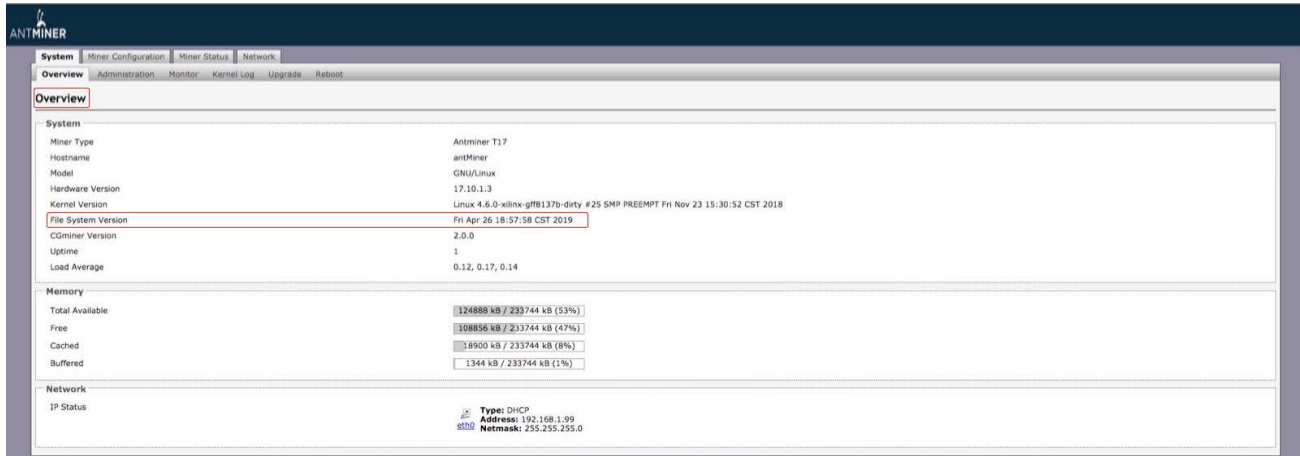 ANTMINER
System Miner Configuration Miner Status Network
Overview Administration Monitor Kernel Log Upgrade Reboot
Overview
System
Miner Type Antminer T17
Hostname antMiner
Model GNU/Linux
Hardware Version 17.10.1.3
Kernel Version Linux 4.6.0-xilinx-gff8137b-dirty #25 SMP PREEMPT Fri Nov 23 15:30:52 CST 2018
File System Version Fri Apr 26 18:57:58 CST 2019
CGminer Version 2.0.0
Uptime 1
Load Average 0.12, 0.17, 0.14
Memory
Total Available 124888 kB / 233744 kB (53%)
Free 108856 kB / 233744 kB (47%)
Cached 18900 kB / 233744 kB (8%)
Buffered 1344 kB / 233744 kB (1%)
Network
IP Status Type: DHCP
Address: 192.168.1.99
eth0 Netmask: 255.255.255.0